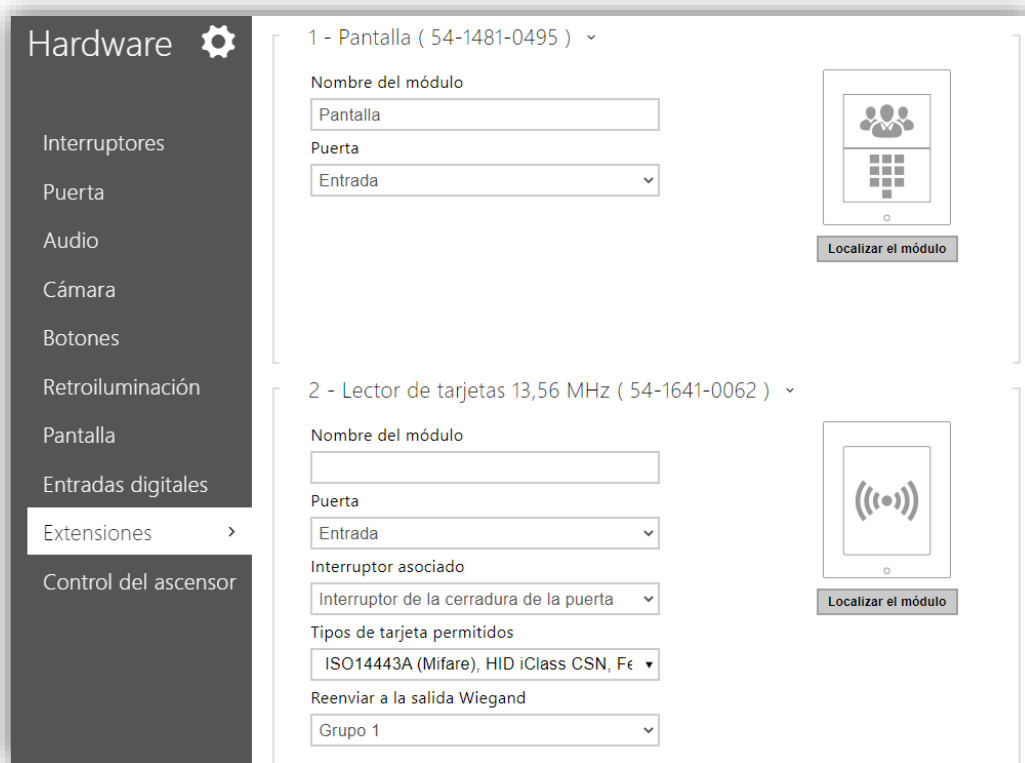 Hardware
Interruptores
Puerta
Audio
Cámara
Botones
Retroiluminación
Pantalla
Entradas digitales
Extensiones
Control del ascensor
1 - Pantalla ( 54-1481-0495 )
Nombre del módulo
Pantalla
Puerta
Entrada
Localizar el módulo
2 - Lector de tarjetas 13,56 MHz ( 54-1641-0062 )
Nombre del módulo
Puerta
Entrada
Interruptor asociado
Interruptor de la cerradura de la puerta
Tipos de tarjeta permitidos
ISO14443A (Mifare), HID iClass CSN, Fe
Reenviar a la salida Wiegand
Grupo 1
Localizar el módulo